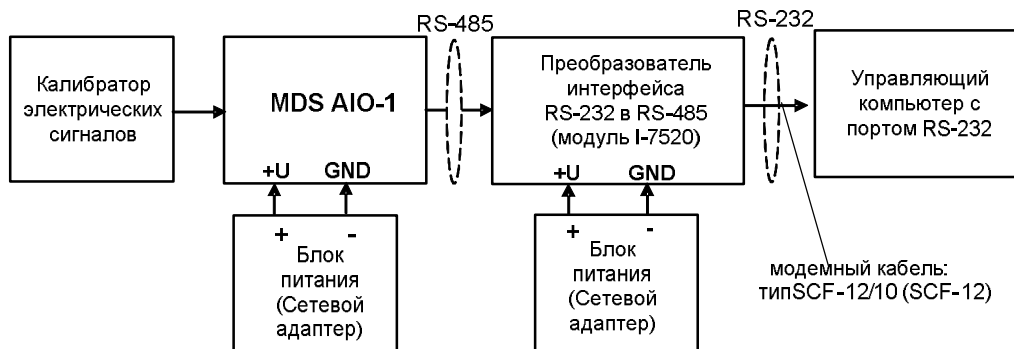 RS-485
RS-232
Калибратор
электрических
сигналов
MDS AIO-1
+U GND
Преобразователь
интерфейса
RS-232 в RS-485
(модуль I-7520)
+U GND
Управляющий
компьютер с
портом RS-232
+ -
Блок
питания
(Сетевой
адаптер)
+ -
Блок
питания
(Сетевой
адаптер)
модемный кабель:
типSCF-12/10 (SCF-12)